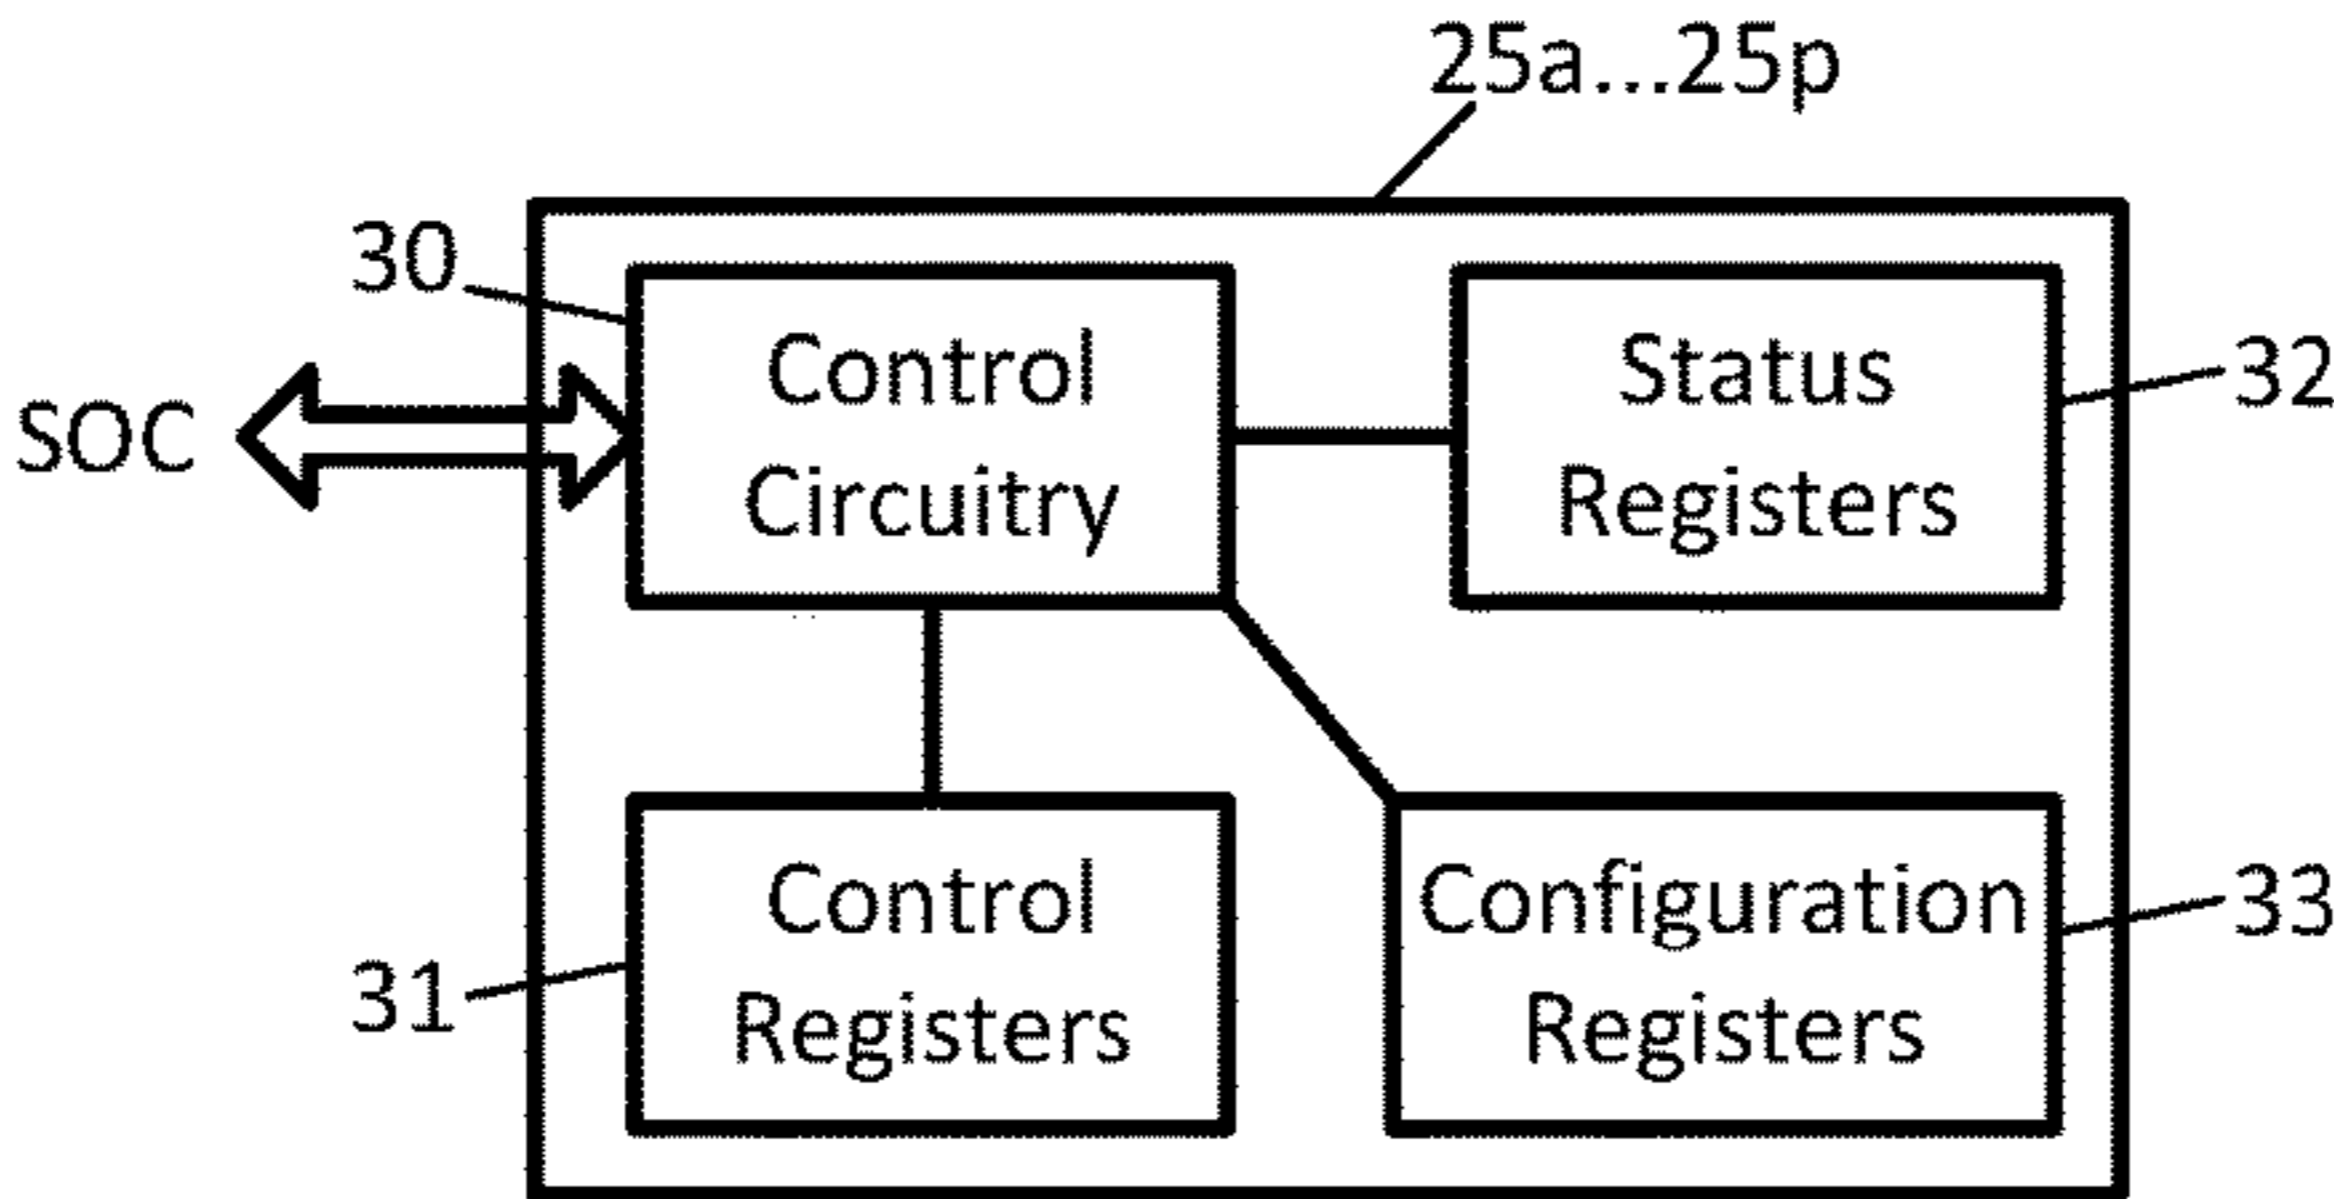 25a...25p
30
Control
Circuitry
Status
Registers
32
SOC
Control
Registers
31
Configuration
Registers
33